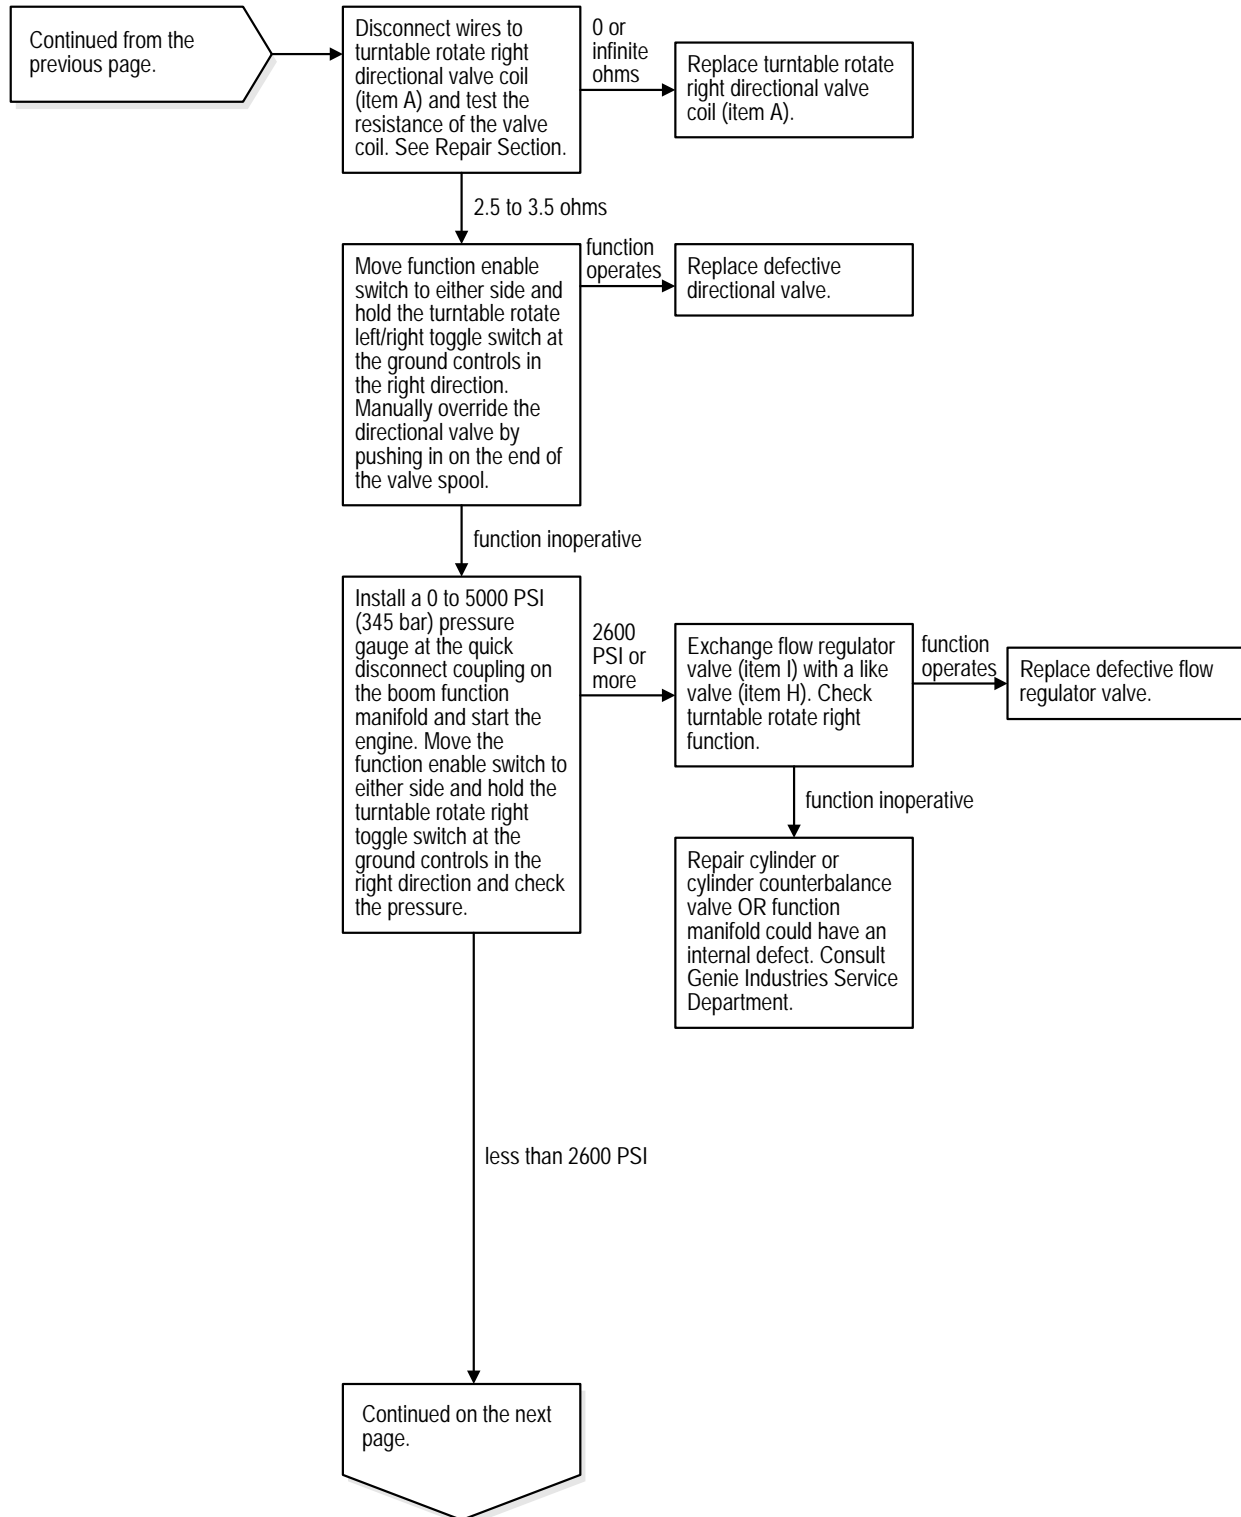 Continued from the
previous page.
Disconnect wires to
turntable rotate right
directional valve coil
(item A) and test the
resistance of the valve
coil. See Repair Section.
0 or
infinite
ohms
Replace turntable rotate
right directional valve
coil (item A).
2.5 to 3.5 ohms
Move function enable
switch to either side and
hold the turntable rotate
left/right toggle switch at
the ground controls in
the right direction.
Manually override the
directional valve by
pushing in on the end of
the valve spool.
function
operates
Replace defective
directional valve.
function inoperative
Install a 0 to 5000 PSI
(345 bar) pressure
gauge at the quick
disconnect coupling on
the boom function
manifold and start the
engine. Move the
function enable switch to
either side and hold the
turntable rotate right
toggle switch at the
ground controls in the
right direction and check
the pressure.
2600
PSI or
more
Exchange flow regulator
valve (item I) with a like
valve (item H). Check
turntable rotate right
function.
function
operates
Replace defective flow
regulator valve.
function inoperative
Repair cylinder or
cylinder counterbalance
valve OR function
manifold could have an
internal defect. Consult
Genie Industries Service
Department.
less than 2600 PSI
Continued on the next
page.